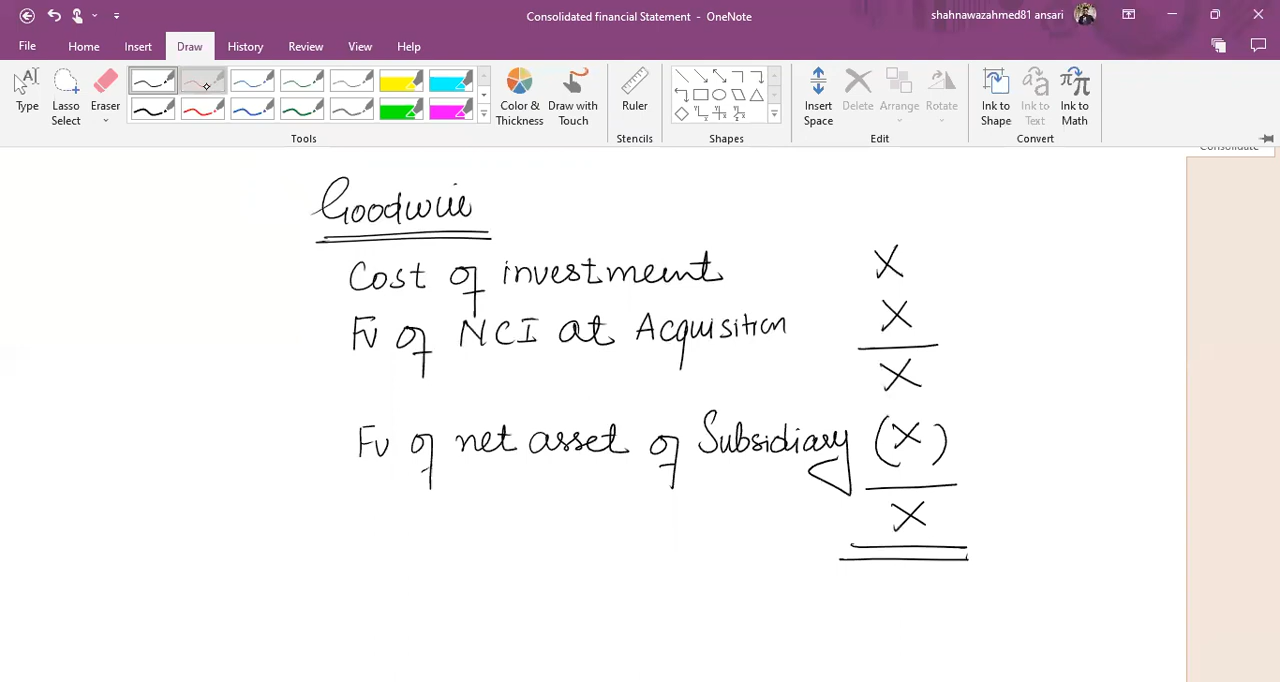 Consolidated financial Statement - OneNote
shahnawazahmed81 ansari
File Home Insert Draw History Review View Help
Type
Lasso Select
Eraser
Color & Thickness
Draw with Touch
Ruler
Insert Space
Delete
Arrange
Rotate
Ink to Shape
Ink to Text
Ink to Math
Tools Stencils Shapes Edit Convert
Consolidate
Goodwill
Cost of investment X
Fv of NCI at Acquisition X
X
Fv of net asset of Subsidiary (X)
X